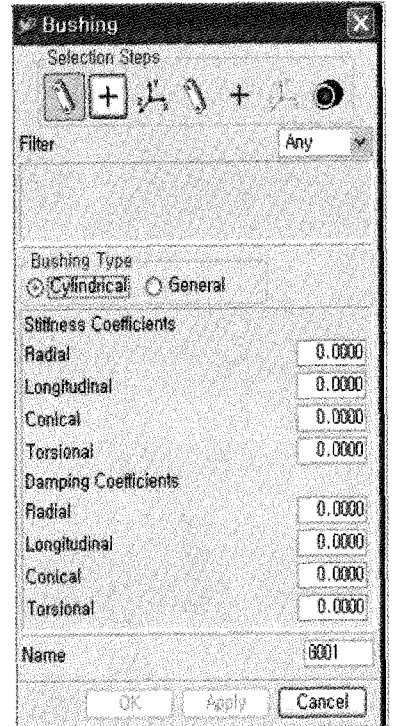 Bushing
Selection Steps
Filter Any
Bushing Type
Cylindrical General
Stiffness Coefficients
Radial 0.0000
Longitudinal 0.0000
Conical 0.0000
Torsional 0.0000
Damping Coefficients
Radial 0.0000
Longitudinal 0.0000
Conical 0.0000
Torsional 0.0000
Name G001
OK Apply Cancel